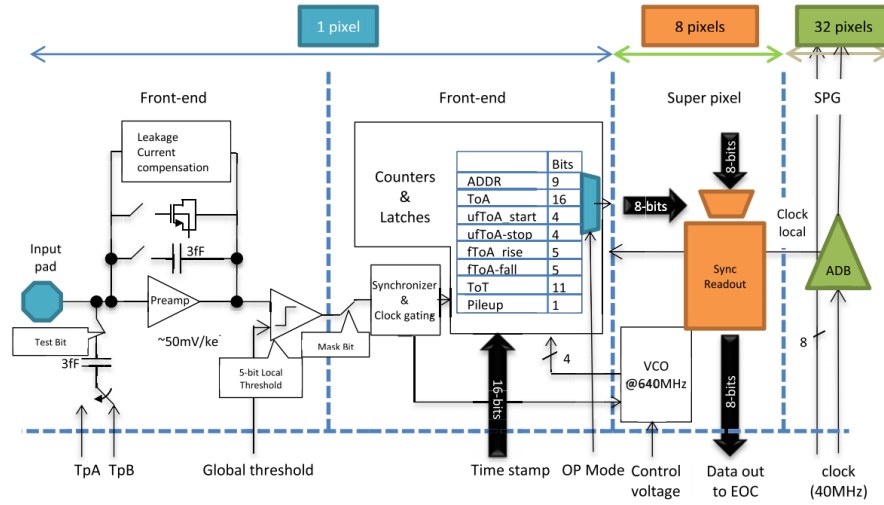 1 pixel
8 pixels
32 pixels
Front-end
Front-end
Super pixel
SPG
Leakage
Current
compensation
3fF
Input
pad
Preamp
~50mV/ke-
Test Bit
3fF
5-bit Local
Threshold
Mask Bit
Synchronizer
&
Clock gating
Counters
&
Latches
Bits
ADDR 9
ToA 16
ufToA_start 4
ufToA-stop 4
fToA_rise 5
fToA-fall 5
ToT 11
Pileup 1
8-bits
8-bits
Clock
local
Sync
Readout
ADB
8
4
VCO
@640MHz
16-bits
8-bits
TpA
TpB
Global threshold
Time stamp
OP Mode
Control
voltage
Data out
to EOC
clock
(40MHz)